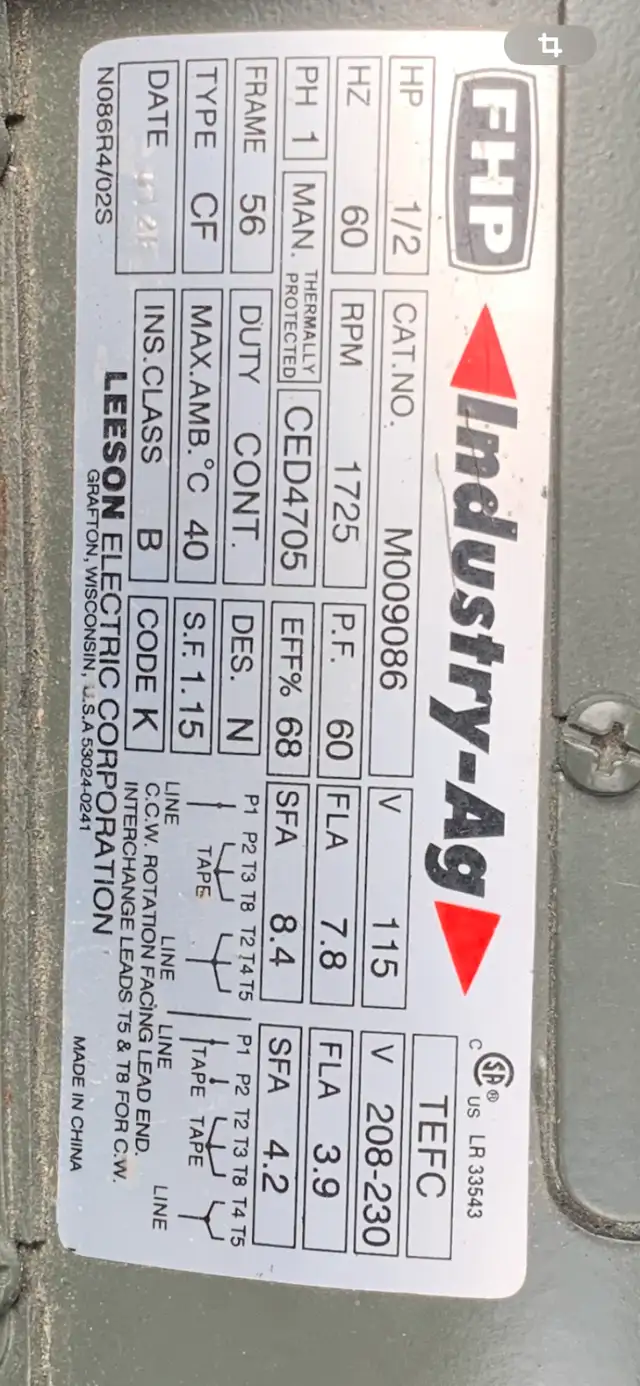 FHP Industry-Ag
CSA® C US LR 33543
HP 1/2 CAT.NO. M009086 V 115 TEFC
HZ 60 RPM 1725 P.F. 60 FLA 7.8 V 208-230
PH 1 MAN. THERMALLY PROTECTED CED4705 EFF% 68 SFA 8.4 FLA 3.9
FRAME 56 DUTY CONT. DES. N SFA 4.2
TYPE CF MAX.AMB.°C 40 S.F. 1.15
DATE INS.CLASS B CODE K
P1 P2 T3 T8 T2 T4 T5
TAPE
LINE LINE
P1 P2 T2 T3 T8 T4 T5
TAPE TAPE
LINE LINE
C.C.W. ROTATION FACING LEAD END.
INTERCHANGE LEADS T5 & T8 FOR C.W.
N086R4/02S
LEESON ELECTRIC CORPORATION
GRAFTON, WISCONSIN, U.S.A 53024-0241
MADE IN CHINA